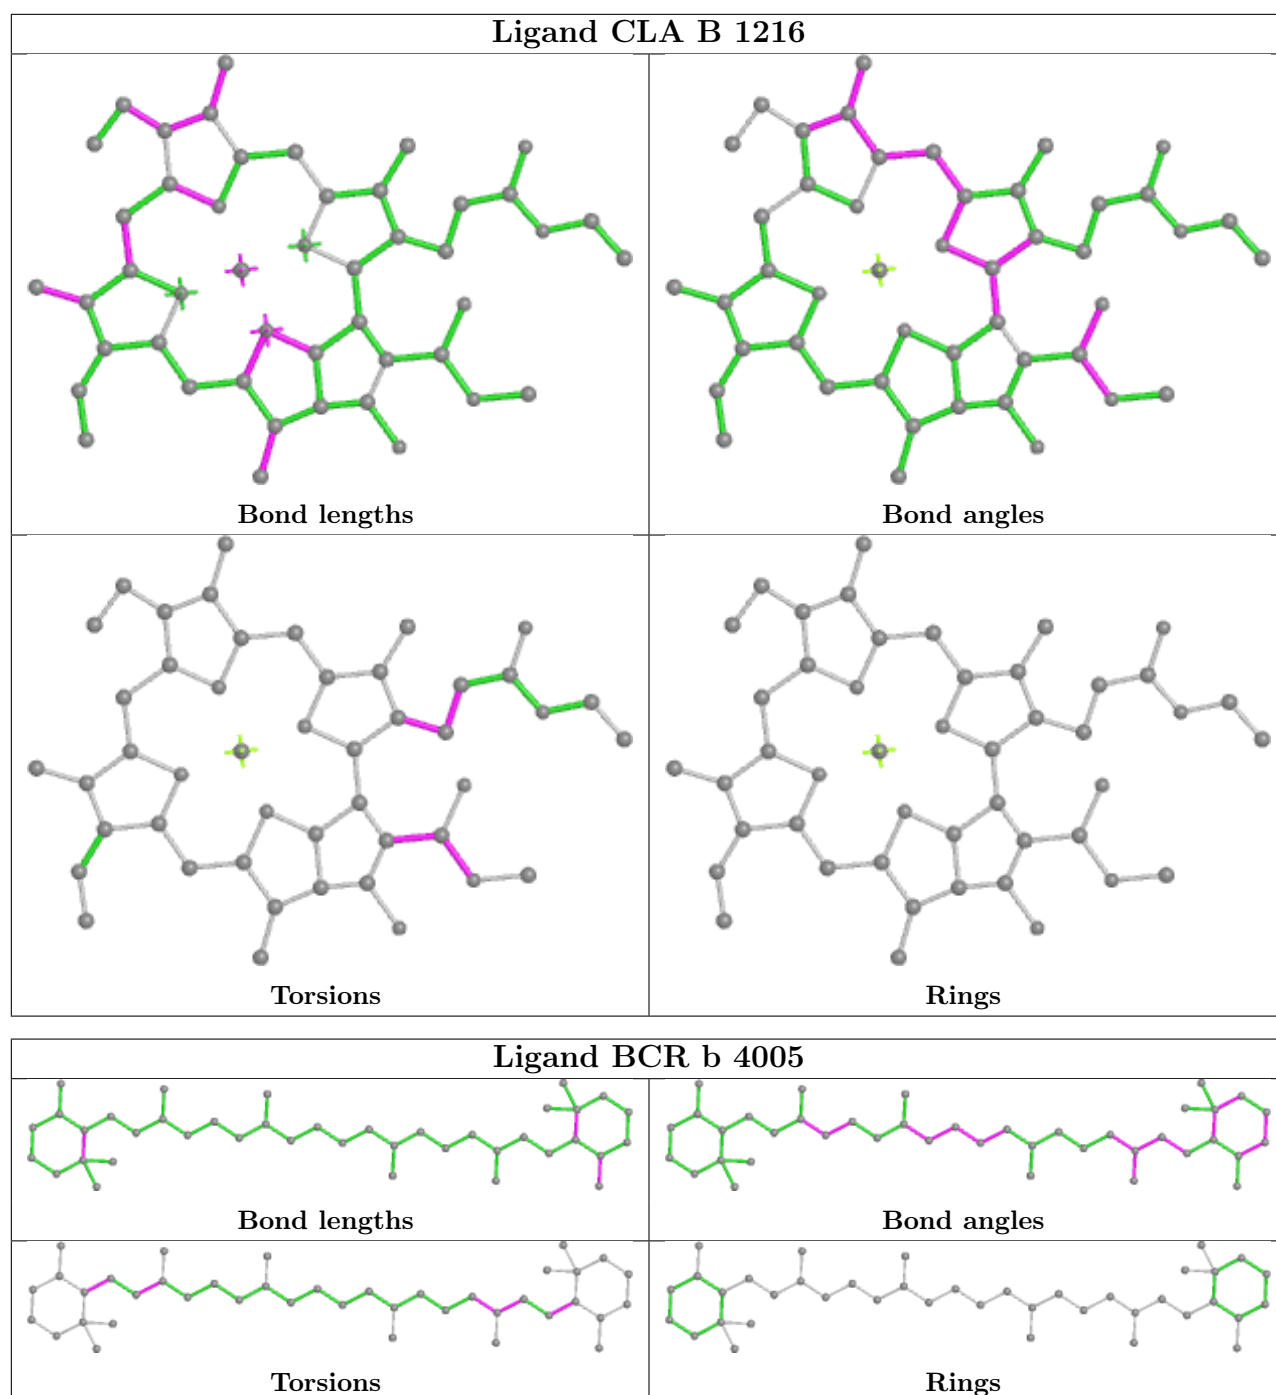 Ligand CLA B 1216
Bond lengths
Bond angles
Torsions
Rings
Ligand BCR b 4005
Bond lengths
Bond angles
Torsions
Rings